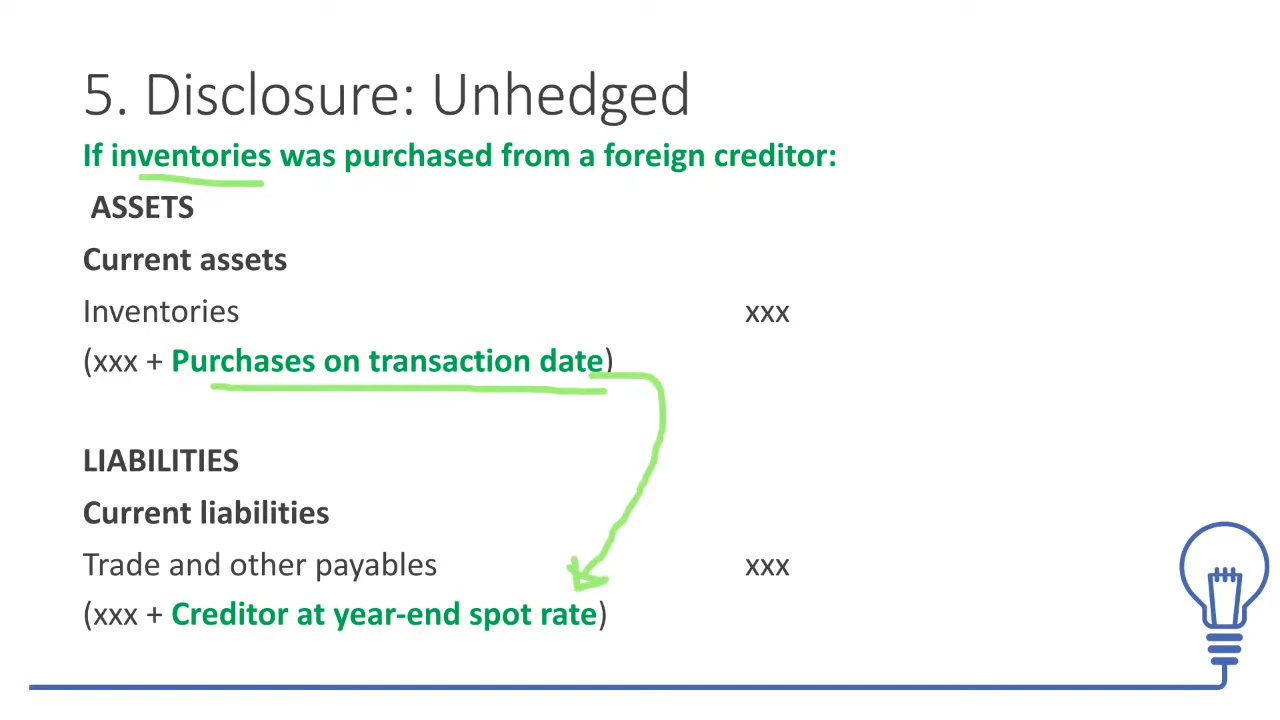 5. Disclosure: Unhedged
If inventories was purchased from a foreign creditor:
ASSETS
Current assets
Inventories xxx
(xxx + Purchases on transaction date)
LIABILITIES
Current liabilities
Trade and other payables xxx
(xxx + Creditor at year-end spot rate)